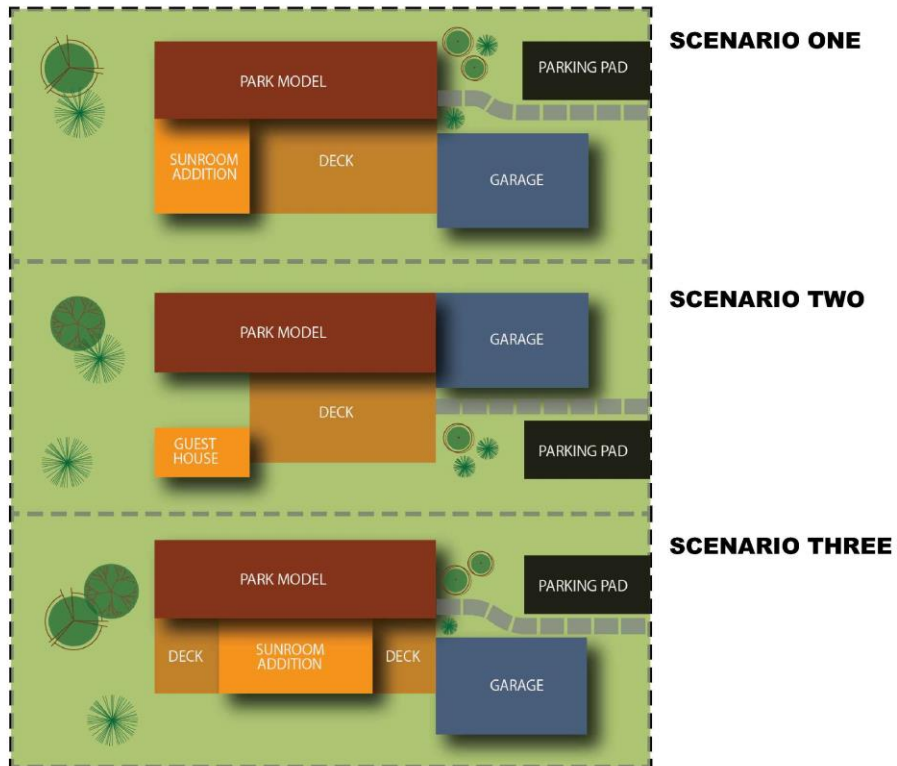 SCENARIO ONE
PARK MODEL
PARKING PAD
SUNROOM
ADDITION
DECK
GARAGE
SCENARIO TWO
PARK MODEL
GARAGE
DECK
GUEST
HOUSE
PARKING PAD
SCENARIO THREE
PARK MODEL
PARKING PAD
DECK
SUNROOM
ADDITION
DECK
GARAGE